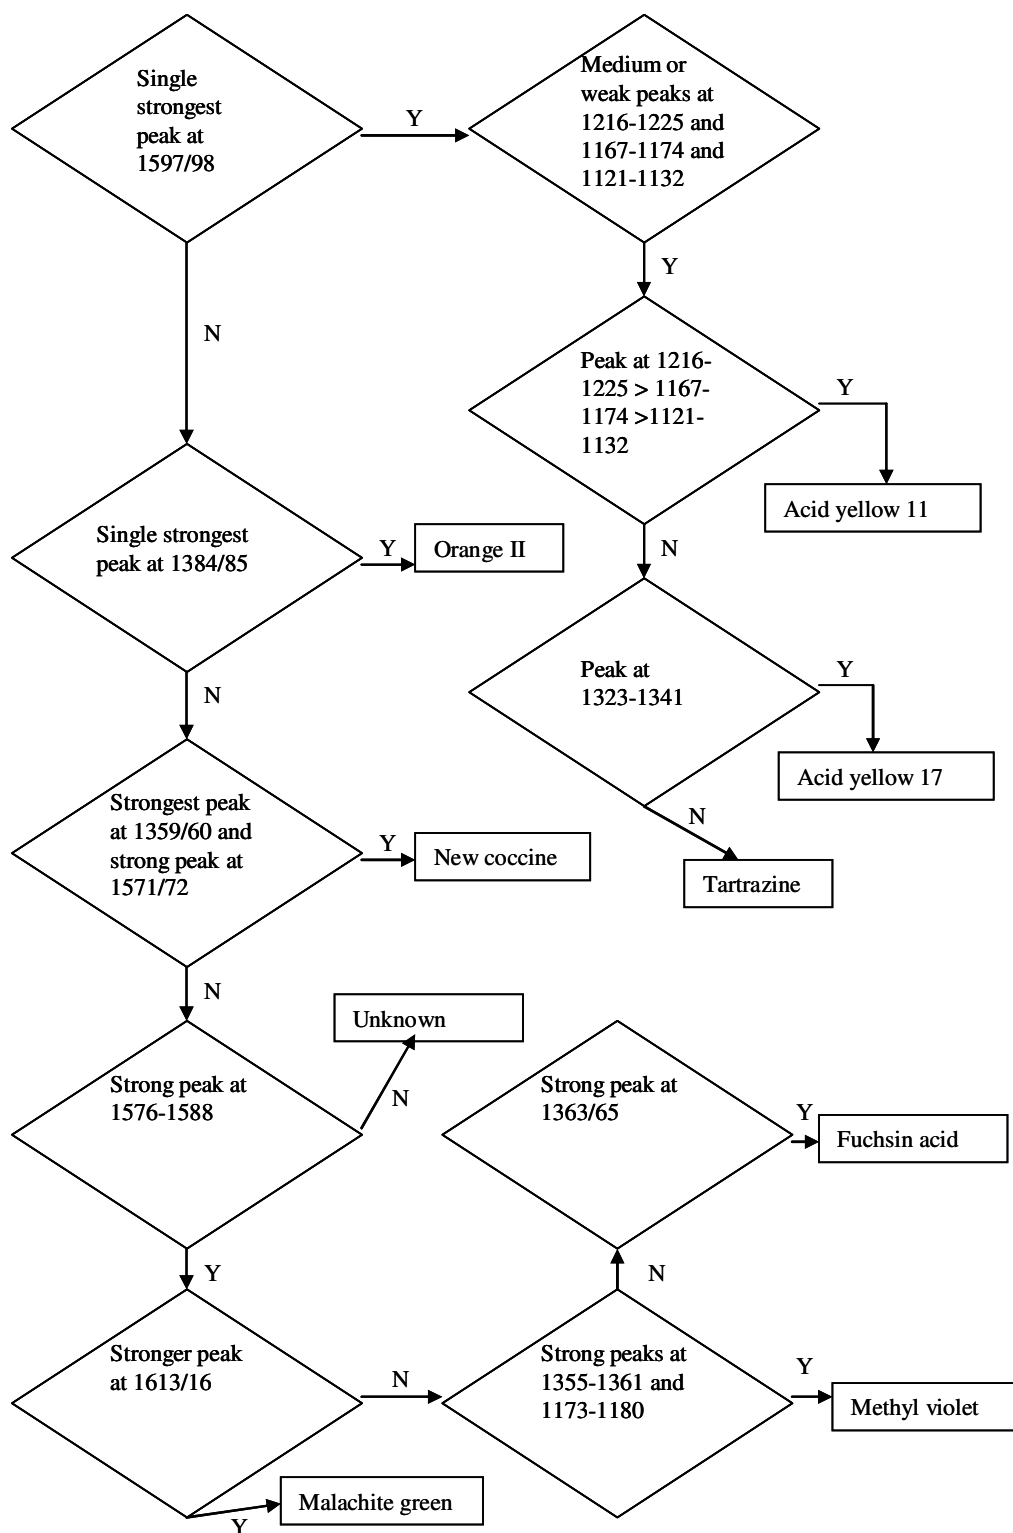 Single
strongest
peak at
1597/98
Y
Medium or
weak peaks at
1216-1225 and
1167-1174 and
1121-1132
Y
N
Peak at 1216-
1225 > 1167-
1174 >1121-
1132
Y
Acid yellow 11
N
Single strongest
peak at 1384/85
Y
Orange II
N
Peak at
1323-1341
Y
Acid yellow 17
N
Tartrazine
Strongest peak
at 1359/60 and
strong peak at
1571/72
Y
New coccine
N
Strong peak at
1576-1588
N
Unknown
Y
Strong peak at
1363/65
Y
Fuchsin acid
N
Stronger peak
at 1613/16
N
Strong peaks at
1355-1361 and
1173-1180
Y
Methyl violet
Y
Malachite green